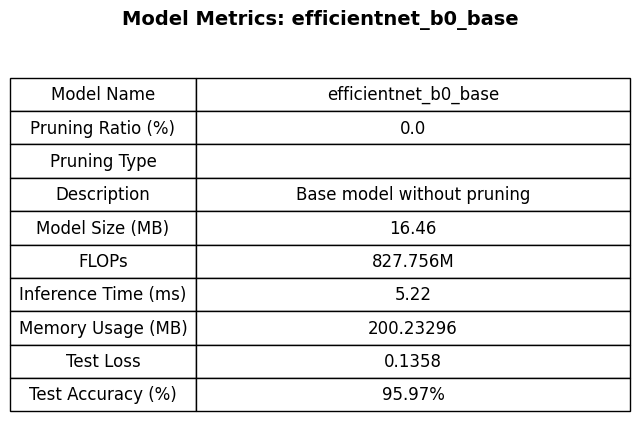 Model Metrics: efficientnet_b0_base
Model Name efficientnet_b0_base
Pruning Ratio (%) 0.0
Pruning Type
Description Base model without pruning
Model Size (MB) 16.46
FLOPs 827.756M
Inference Time (ms) 5.22
Memory Usage (MB) 200.23296
Test Loss 0.1358
Test Accuracy (%) 95.97%